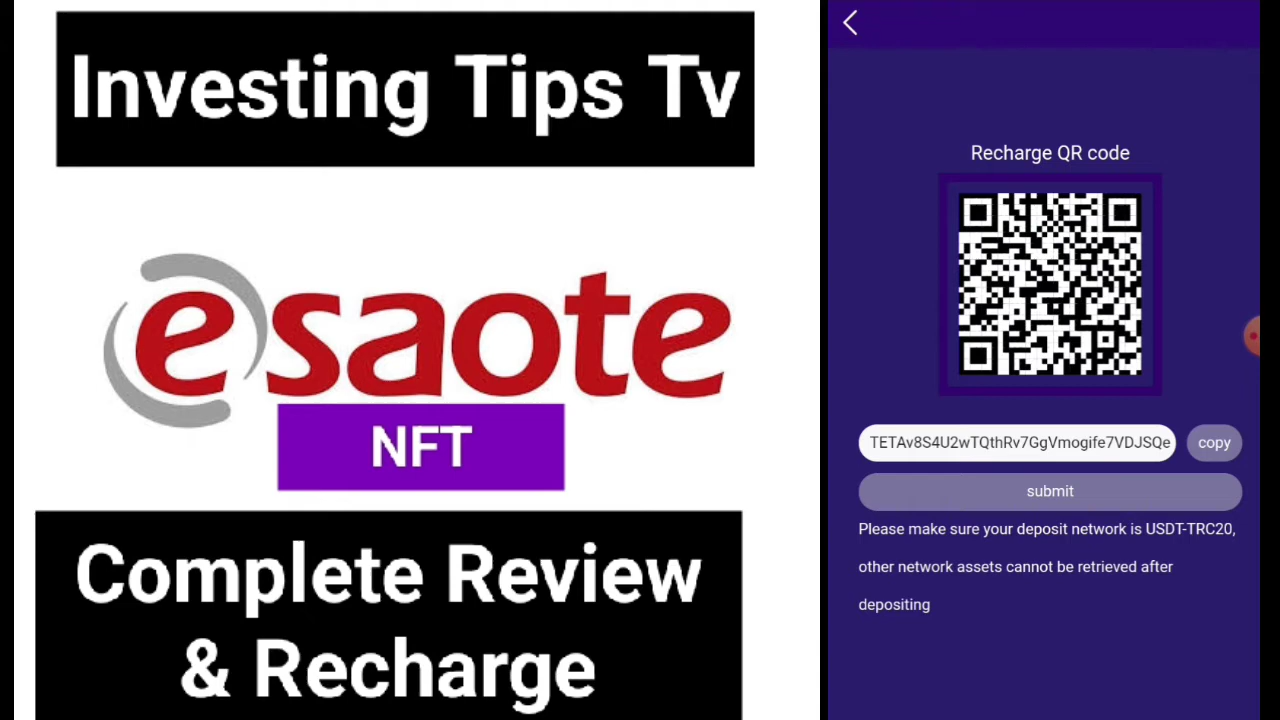 Investing Tips Tv
esaote
NFT
Complete Review
& Recharge
Recharge QR code
TETAv8S4U2wTQthRv7GgVmogife7VDJSQe
copy
submit
Please make sure your deposit network is USDT-TRC20,
other network assets cannot be retrieved after
depositing